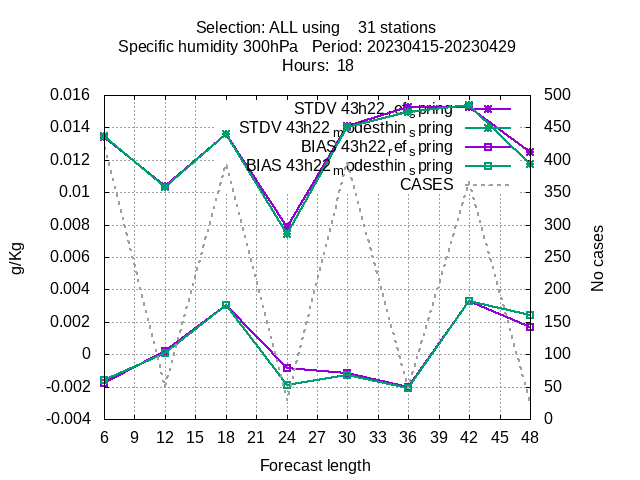 Selection: ALL using    31 stations
Specific humidity 300hPa   Period: 20230415-20230429
Hours:  18
STDV 43h22_ref_spring
STDV 43h22_modesthin_spring
BIAS 43h22_ref_spring
BIAS 43h22_modesthin_spring
CASES
0.016
0.014
0.012
0.01
0.008
0.006
0.004
0.002
0
-0.002
-0.004
g/Kg
500
450
400
350
300
250
200
150
100
50
0
No cases
6 9 12 15 18 21 24 27 30 33 36 39 42 45 48
Forecast length